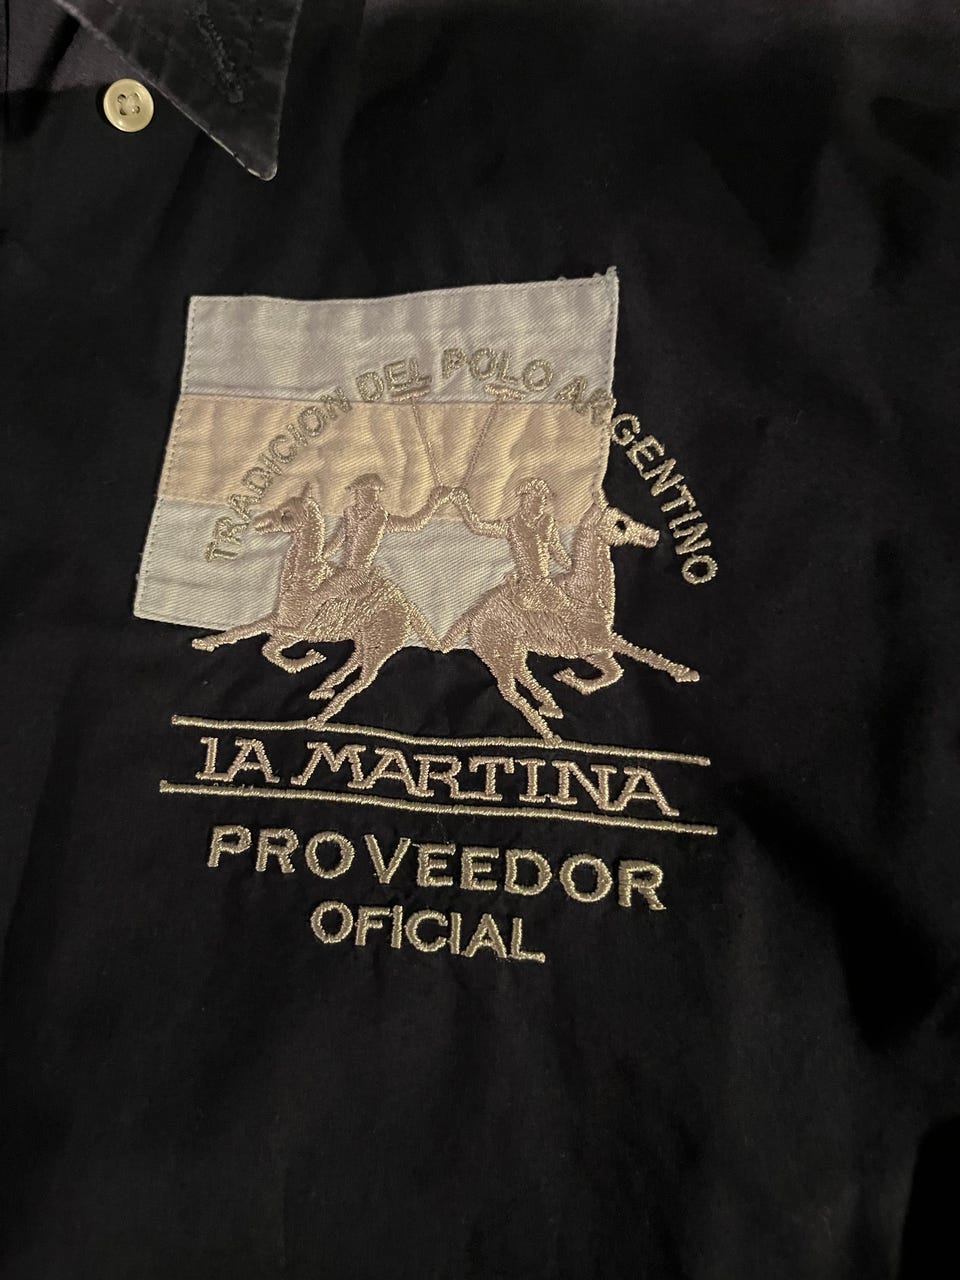 TRADICION DEL POLO ARGENTINO
LA MARTINA
PROVEEDOR
OFICIAL